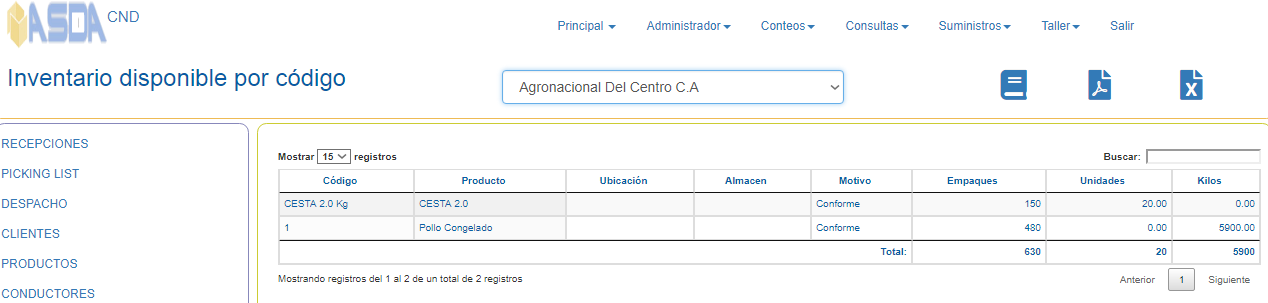 ASDA CND
Principal Administrador Conteos Consultas Suministros Taller Salir
Inventario disponible por código
Agronacional Del Centro C.A
RECEPCIONES
PICKING LIST
DESPACHO
CLIENTES
PRODUCTOS
CONDUCTORES
Mostrar 15 registros
Buscar:
Código Producto Ubicación Almacen Motivo Empaques Unidades Kilos
CESTA 2.0 Kg CESTA 2.0 Conforme 150 20.00 0.00
1 Pollo Congelado Conforme 480 0.00 5900.00
Total: 630 20 5900
Mostrando registros del 1 al 2 de un total de 2 registros
Anterior 1 Siguiente